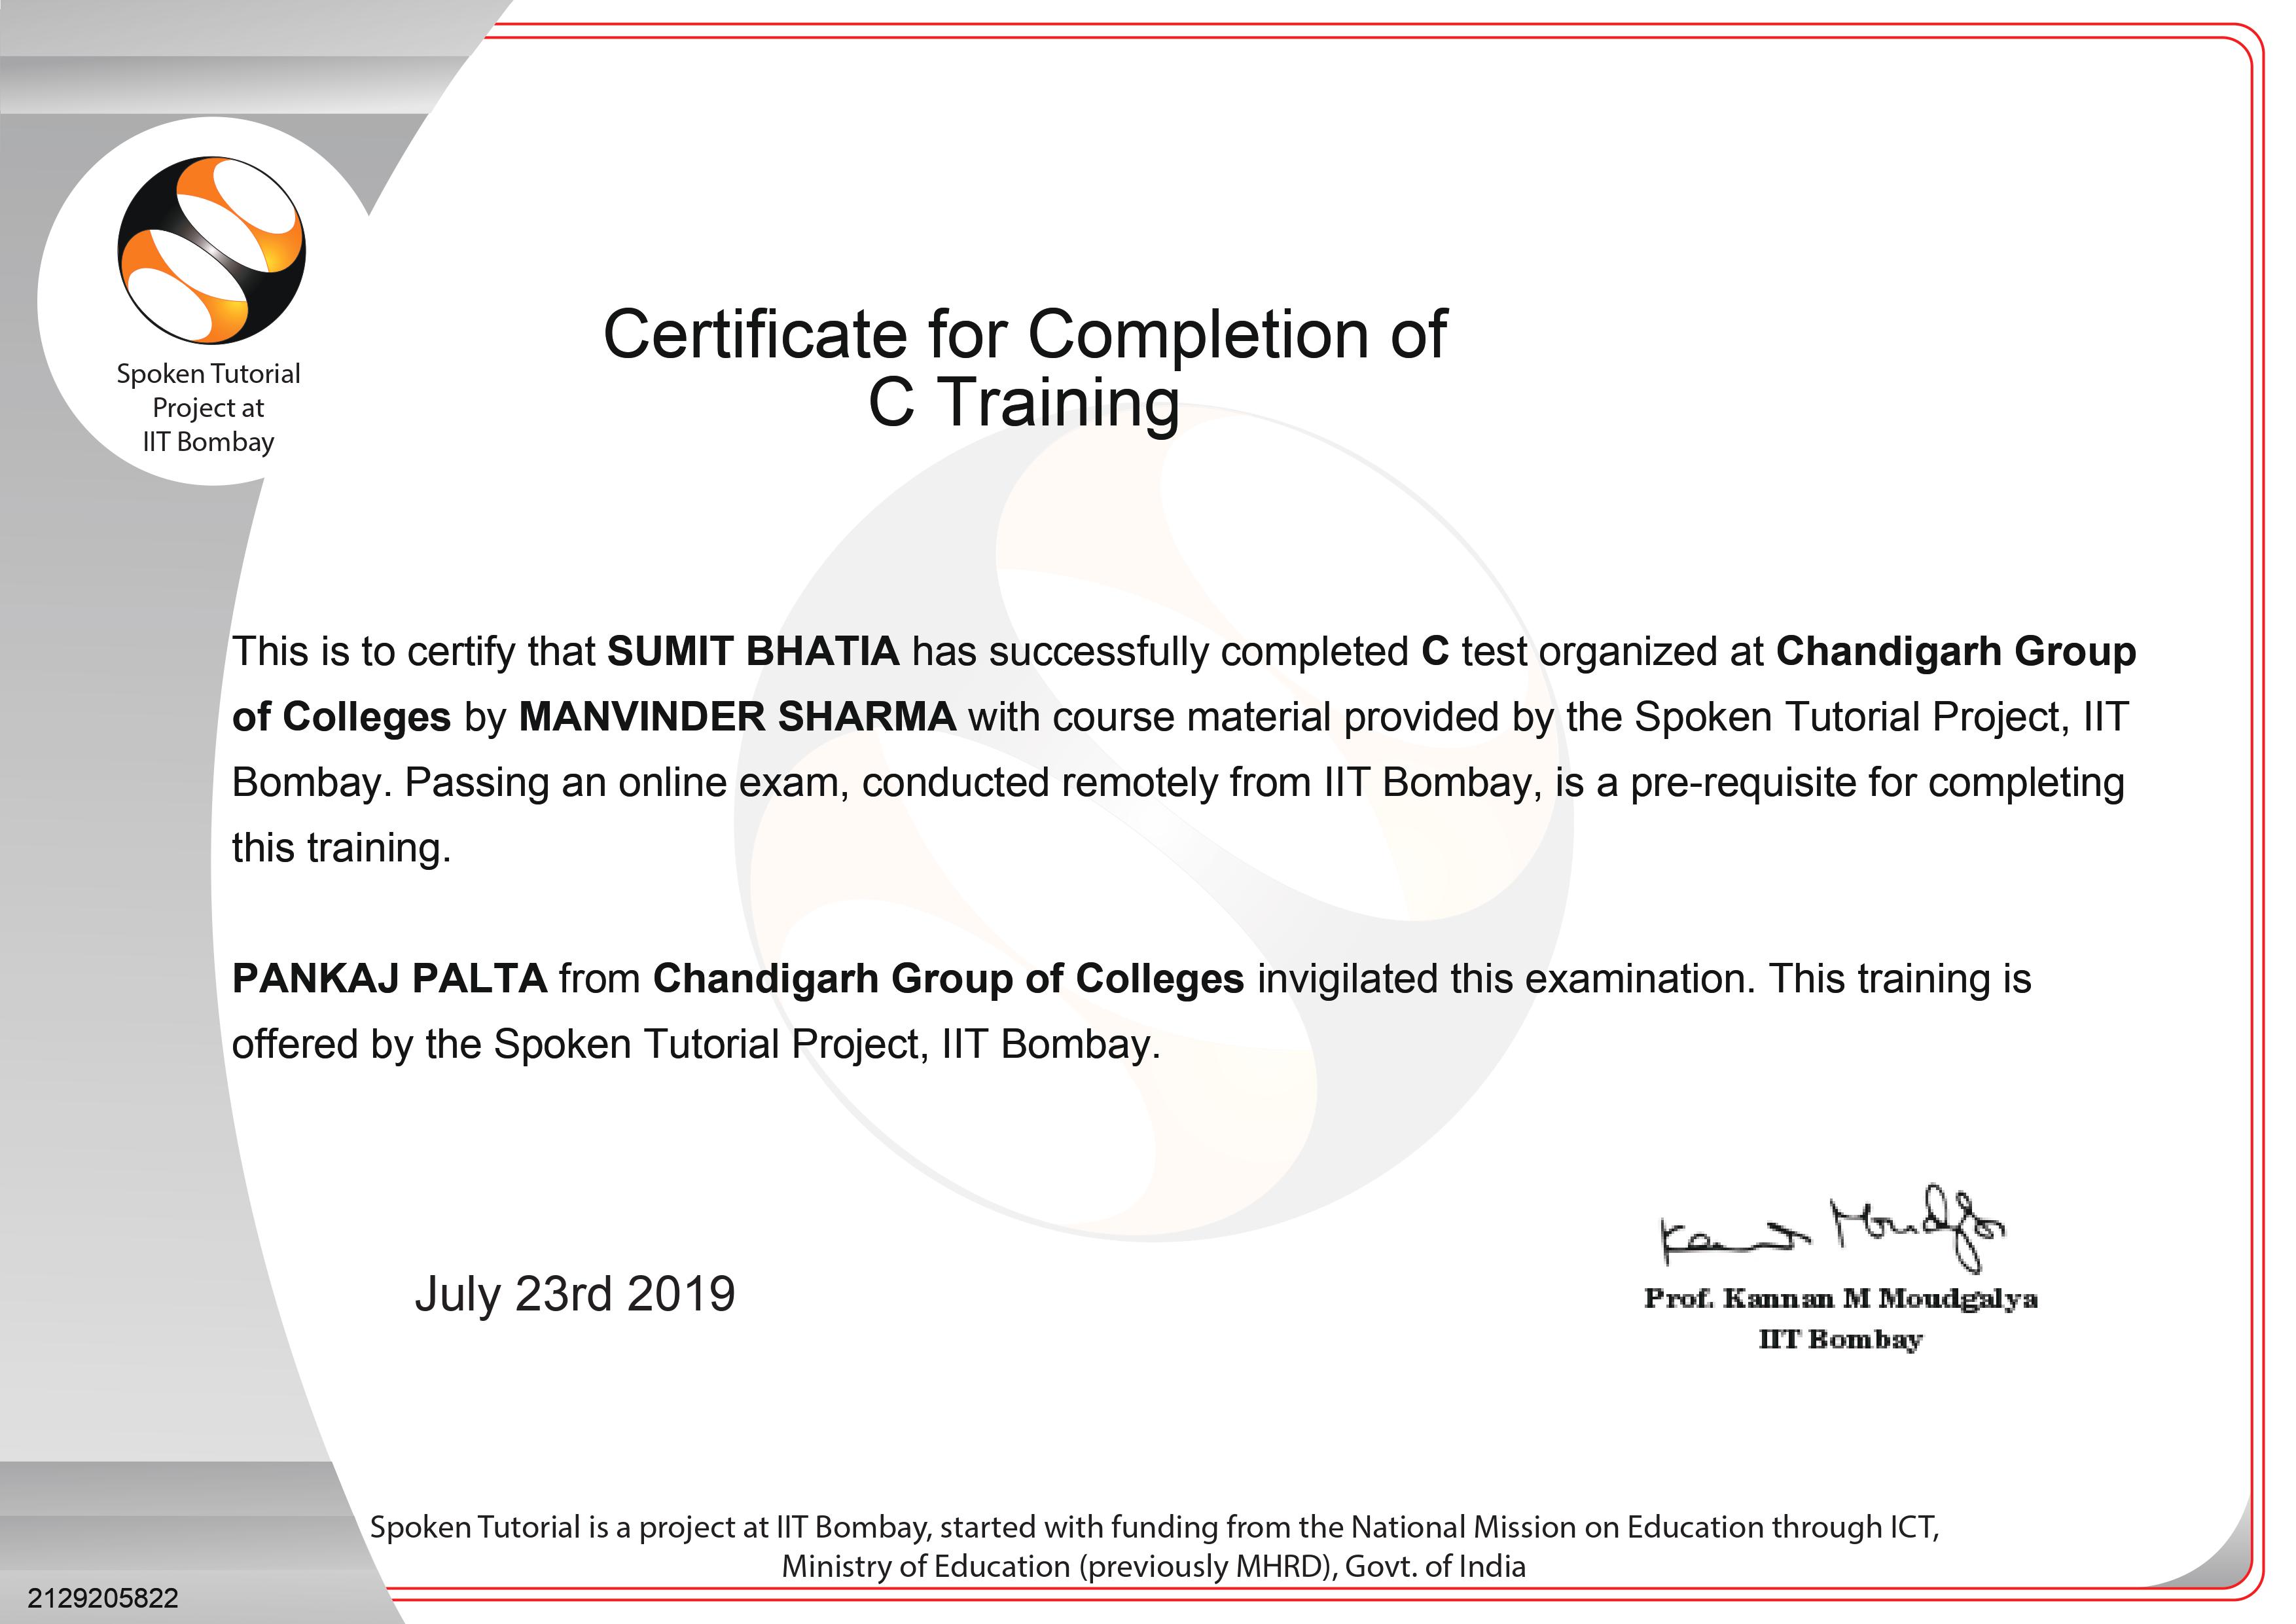 Spoken Tutorial
Project at
IIT Bombay
Certificate for Completion of
C Training
This is to certify that SUMIT BHATIA has successfully completed C test organized at Chandigarh Group
of Colleges by MANVINDER SHARMA with course material provided by the Spoken Tutorial Project, IIT
Bombay. Passing an online exam, conducted remotely from IIT Bombay, is a pre-requisite for completing
this training.
PANKAJ PALTA from Chandigarh Group of Colleges invigilated this examination. This training is
offered by the Spoken Tutorial Project, IIT Bombay.
July 23rd 2019
Prof. Kannan M Moudgalya
IIT Bombay
Spoken Tutorial is a project at IIT Bombay, started with funding from the National Mission on Education through ICT,
Ministry of Education (previously MHRD), Govt. of India
2129205822